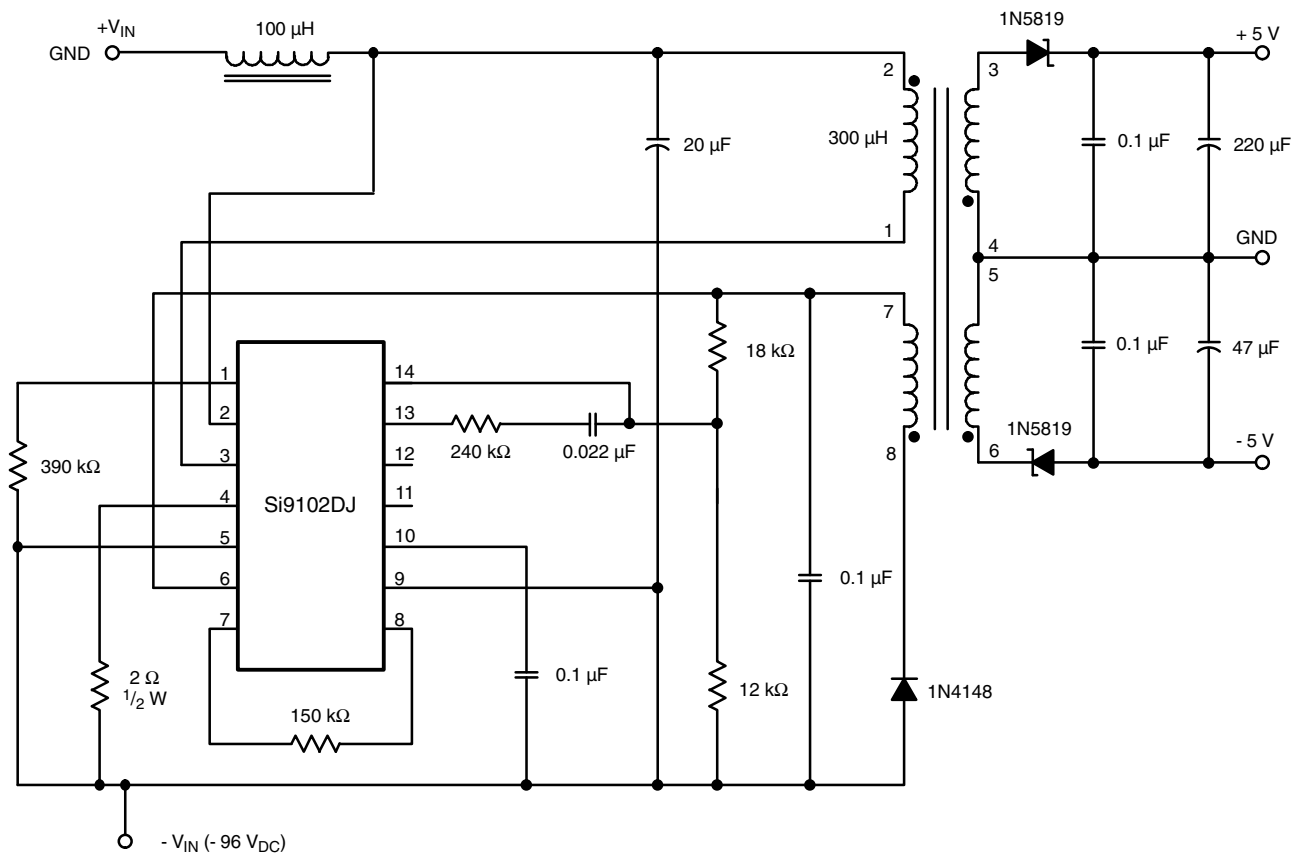 +VIN
GND
100 µH
1N5819
+ 5 V
2
3
300 µH
20 µF
0.1 µF
220 µF
1
4
GND
5
7
18 kΩ
0.1 µF
47 µF
1
14
2
13
240 kΩ
0.022 µF
1N5819
- 5 V
8
6
390 kΩ
3
12
4
Si9102DJ
11
5
10
6
9
0.1 µF
7
8
2 Ω
1/2 W
0.1 µF
12 kΩ
1N4148
150 kΩ
- VIN (- 96 VDC)